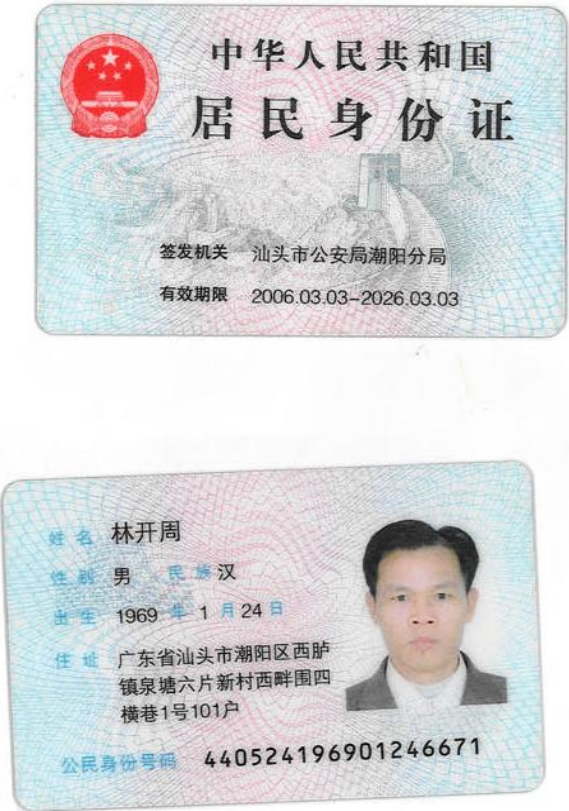 中华人民共和国
居民身份证
签发机关 汕头市公安局潮阳分局
有效期限 2006.03.03-2026.03.03
姓名 林开周
性别 男 民族 汉
出生 1969 年 1 月 24 日
住址 广东省汕头市潮阳区西胪
镇泉塘六片新村西畔围四
横巷1号101户
公民身份号码 440524196901246671